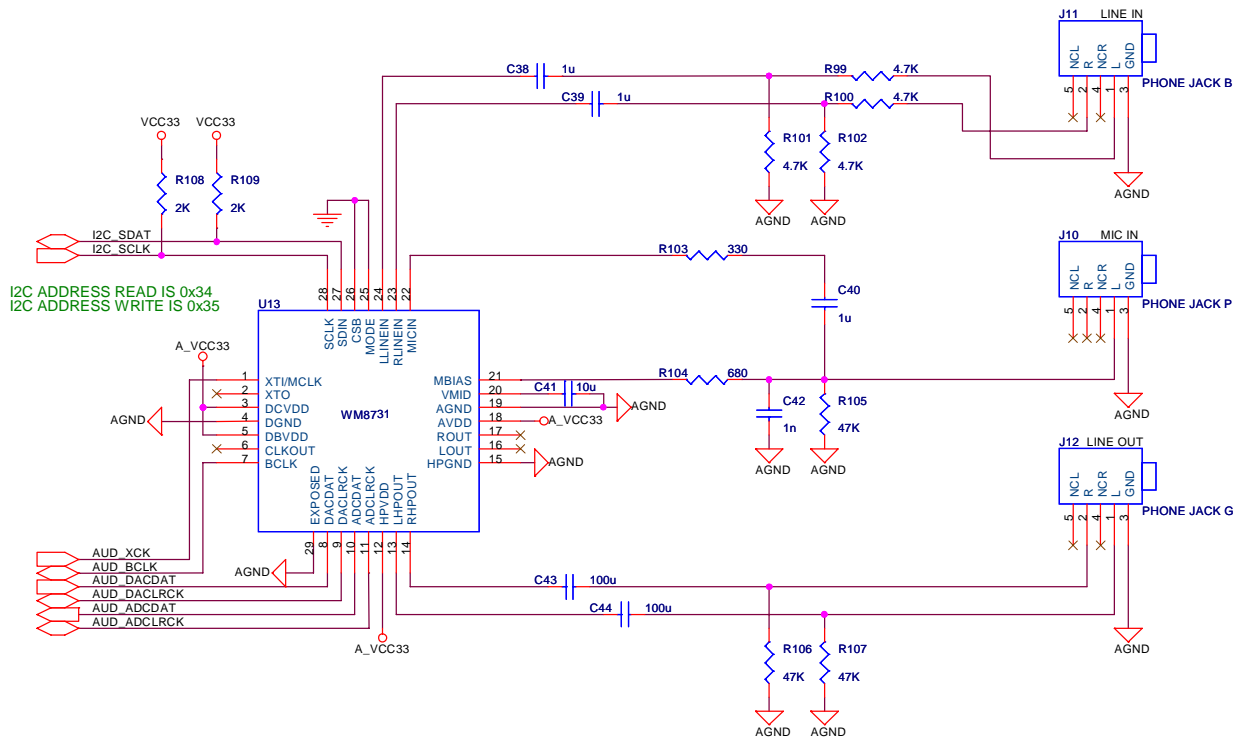 J11 LINE IN
NCL
R
NCR
L
GND
5
2
4
1
3
PHONE JACK B
C38 1u
R99 4.7K
C39 1u
R100 4.7K
R101
4.7K
R102
4.7K
AGND
AGND
AGND
VCC33 VCC33
R108
2K
R109
2K
I2C_SDAT
I2C_SCLK
I2C ADDRESS READ IS 0x34
I2C ADDRESS WRITE IS 0x35
R103 330
C40
1u
J10 MIC IN
NCL
R
NCR
L
GND
5
2
4
1
3
PHONE JACK P
AGND
U13
28
27
26
25
24
23
22
SCLK
SDIN
CSB
MODE
LLINEIN
RLINEIN
MICIN
A_VCC33
AGND
1 XTI/MCLK
2 XTO
3 DCVDD
4 DGND
5 DBVDD
6 CLKOUT
7 BCLK
WM8731
MBIAS 21
VMID 20
AGND 19
AVDD 18
ROUT 17
LOUT 16
HPGND 15
C41 10u
AGND
A_VCC33
AGND
R104 680
C42
1n
R105
47K
AGND
AGND
EXPOSED
DACDAT
DACLRCK
ADCDAT
ADCLRCK
HPVDD
LHPOUT
RHPOUT
29
8
9
10
11
12
13
14
AGND
A_VCC33
AUD_XCK
AUD_BCLK
AUD_DACDAT
AUD_DACLRCK
AUD_ADCDAT
AUD_ADCLRCK
J12 LINE OUT
NCL
R
NCR
L
GND
5
2
4
1
3
PHONE JACK G
C43 100u
C44 100u
R106
47K
R107
47K
AGND
AGND
AGND